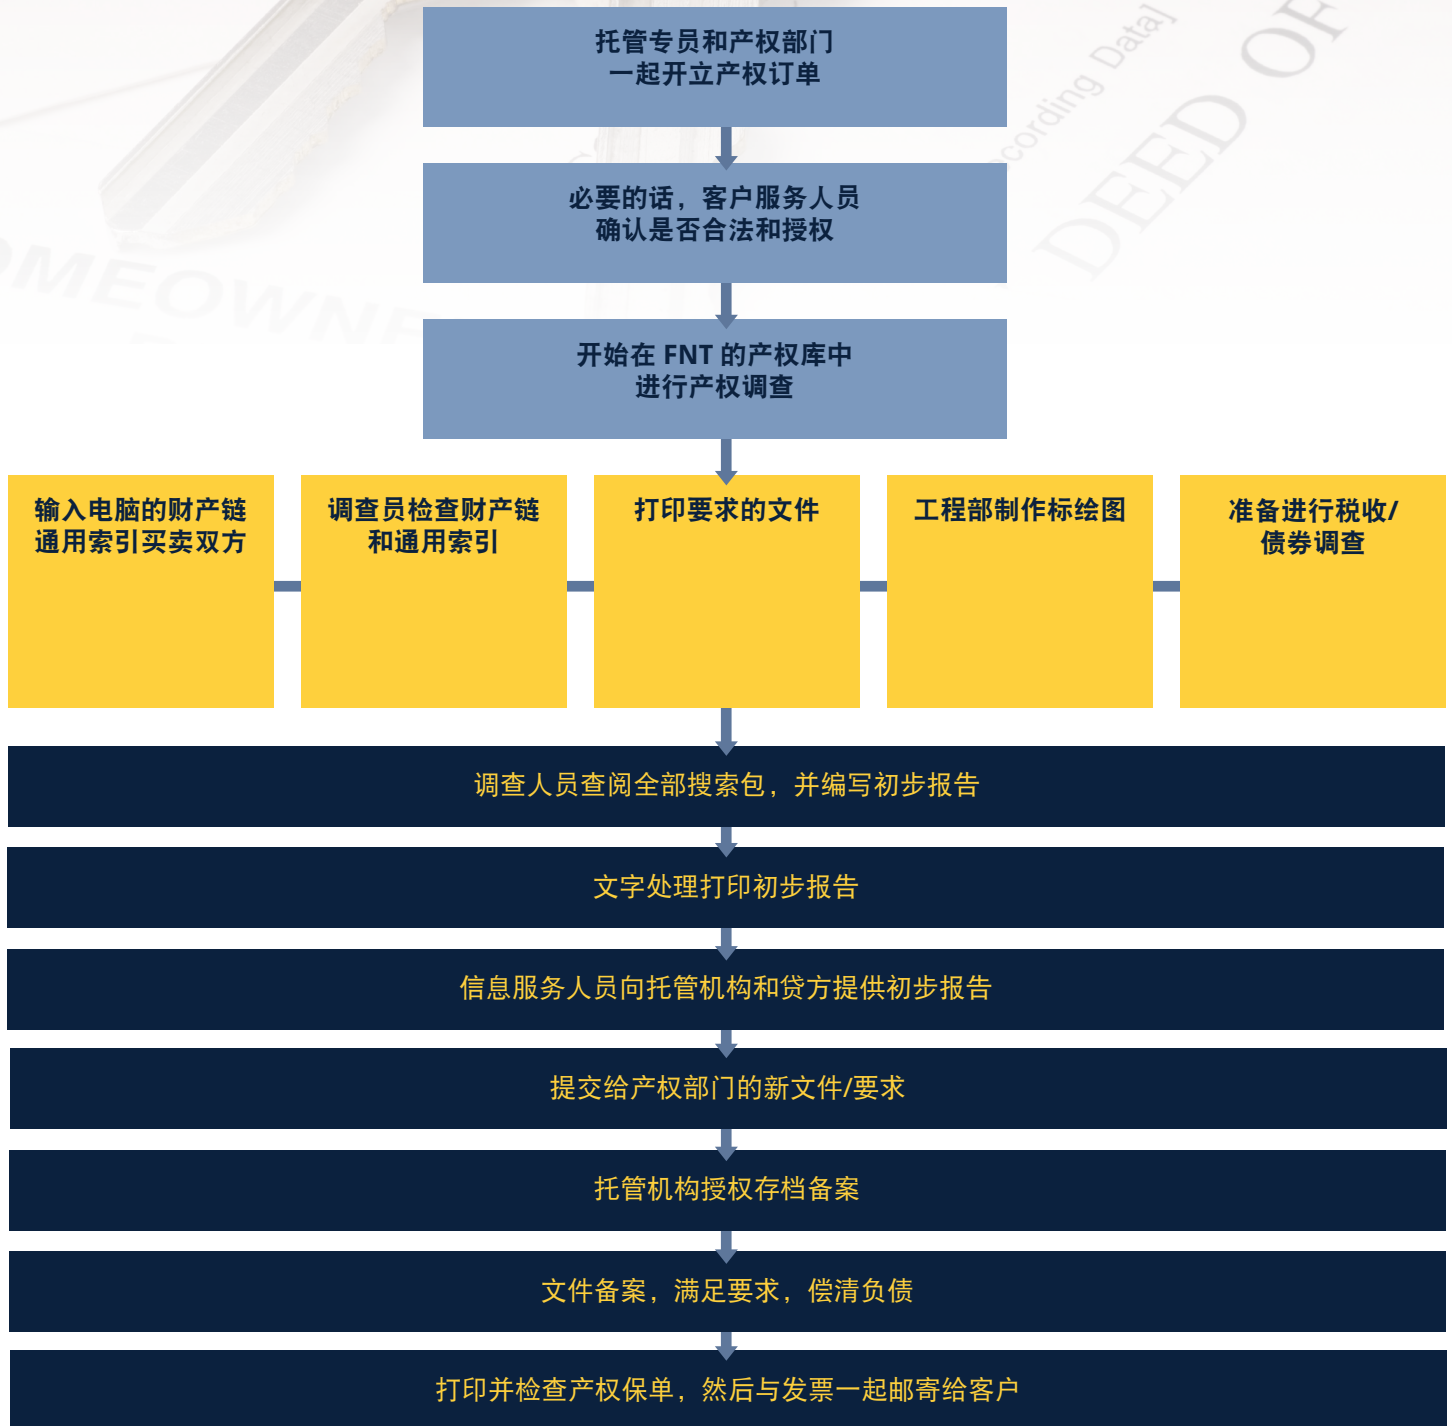 托管专员和产权部门
一起开立产权订单
必要的话，客户服务人员
确认是否合法和授权
开始在 FNT 的产权库中
进行产权调查
输入电脑的财产链
通用索引买卖双方
调查员检查财产链
和通用索引
打印要求的文件
工程部制作标绘图
准备进行税收/
债券调查
调查人员查阅全部搜索包，并编写初步报告
文字处理打印初步报告
信息服务人员向托管机构和贷方提供初步报告
提交给产权部门的新文件/要求
托管机构授权存档备案
文件备案，满足要求，偿清负债
打印并检查产权保单，然后与发票一起邮寄给客户
DEED OF